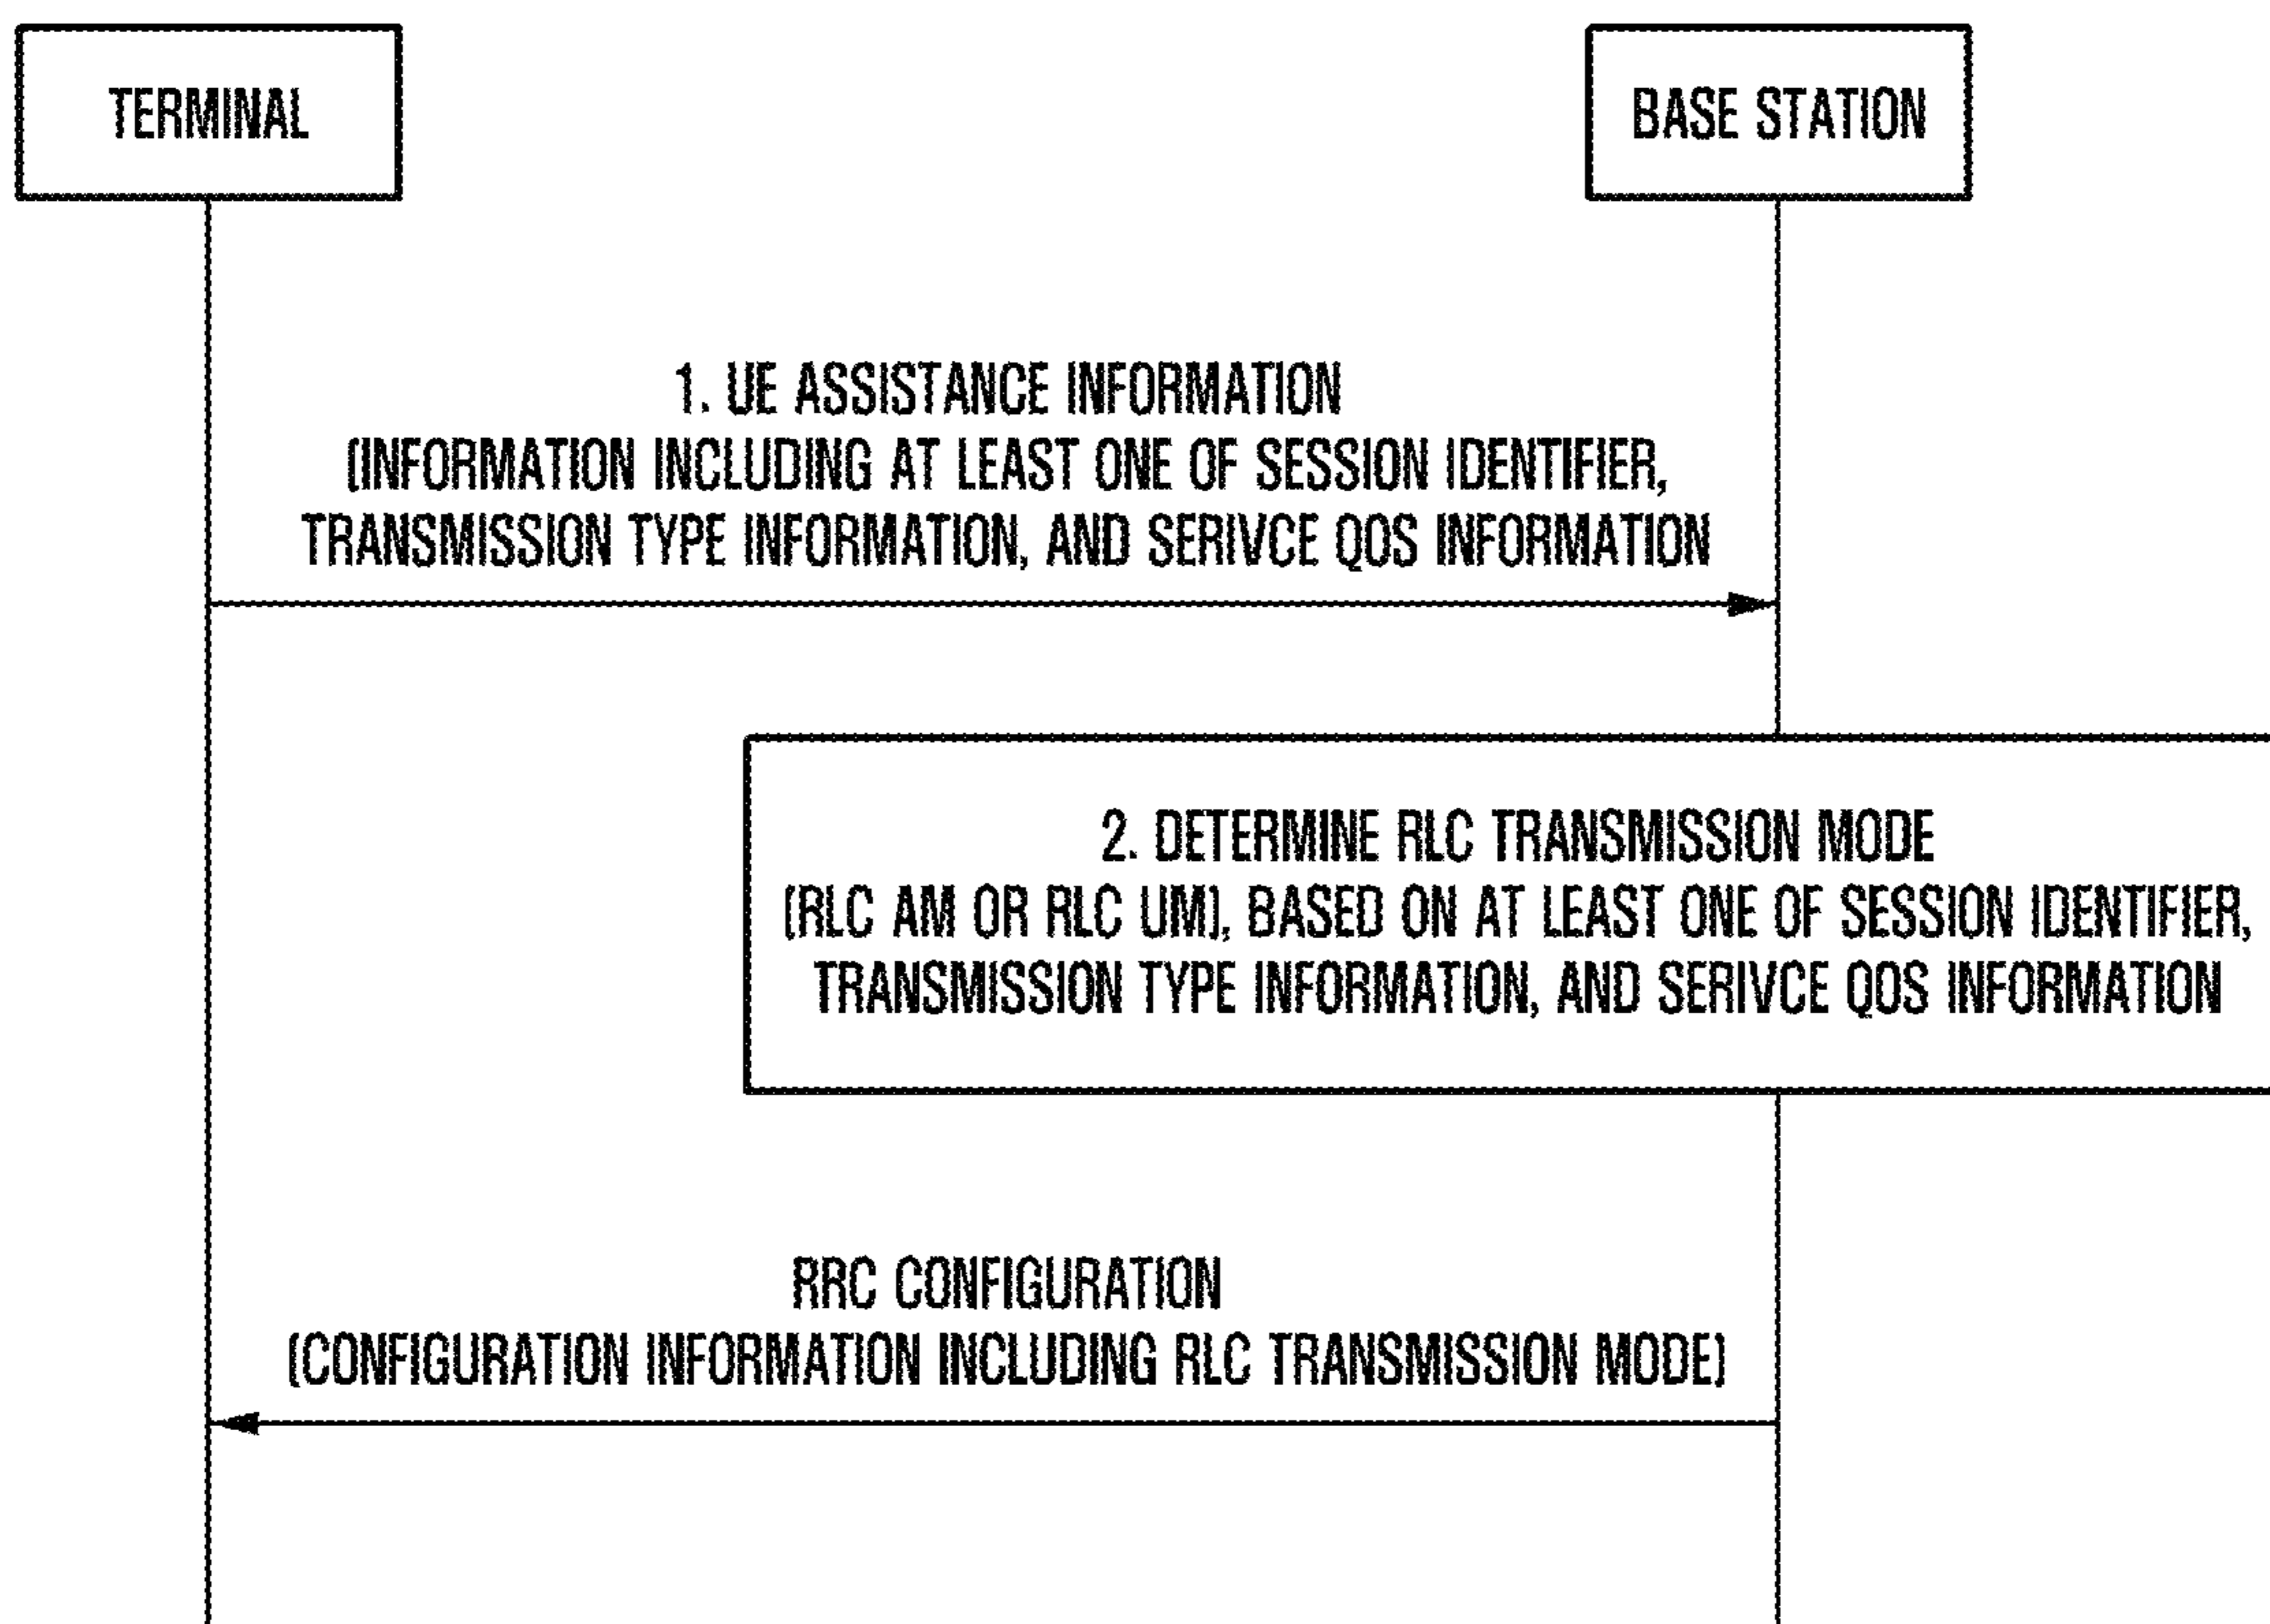 TERMINAL
BASE STATION
1. UE ASSISTANCE INFORMATION
(INFORMATION INCLUDING AT LEAST ONE OF SESSION IDENTIFIER,
TRANSMISSION TYPE INFORMATION, AND SERIVCE QOS INFORMATION
2. DETERMINE RLC TRANSMISSION MODE
(RLC AM OR RLC UM), BASED ON AT LEAST ONE OF SESSION IDENTIFIER,
TRANSMISSION TYPE INFORMATION, AND SERIVCE QOS INFORMATION
RRC CONFIGURATION
(CONFIGURATION INFORMATION INCLUDING RLC TRANSMISSION MODE)